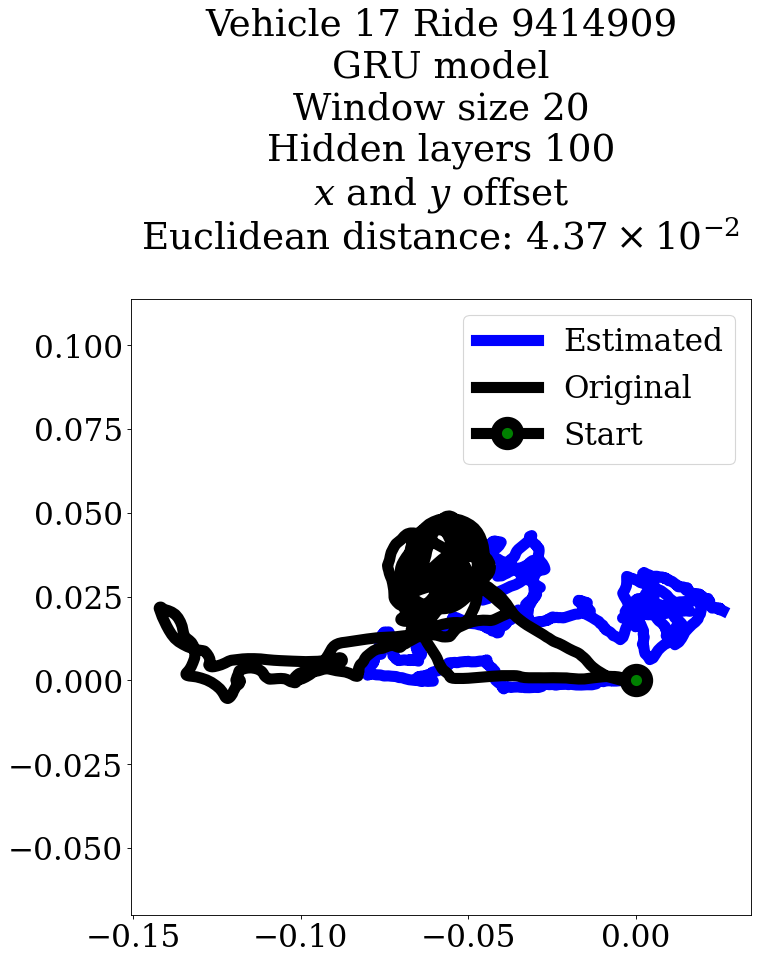 Vehicle 17 Ride 9414909
GRU model
Window size 20
Hidden layers 100
x and y offset
Euclidean distance: 4.37 × 10⁻²
Estimated
Original
Start
0.100
0.075
0.050
0.025
0.000
−0.025
−0.050
−0.15 −0.10 −0.05 0.00